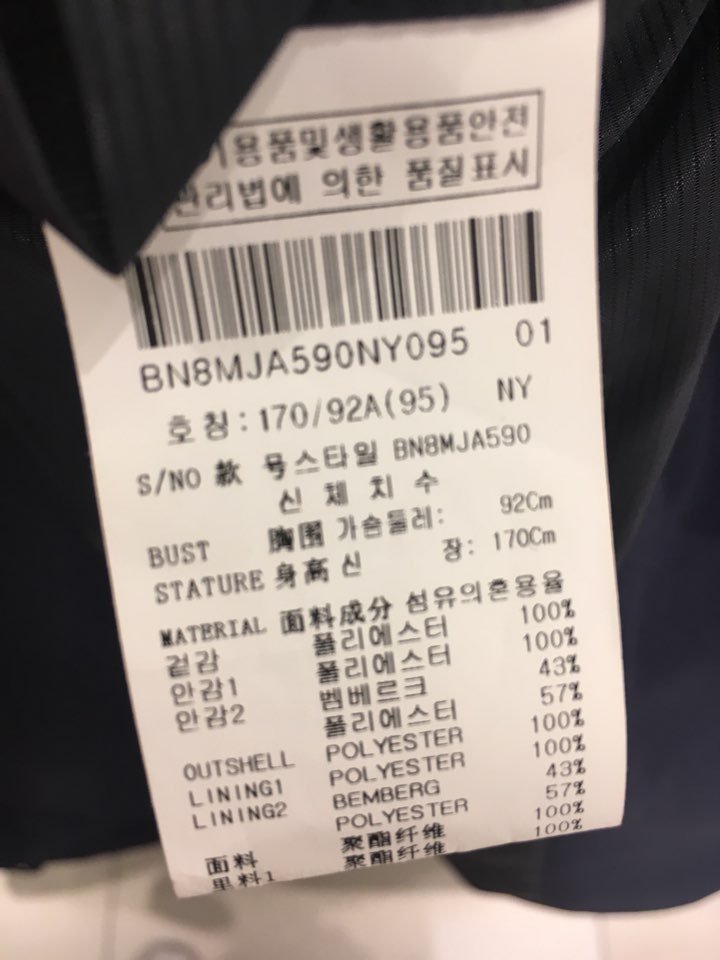 용품및생활용품안전
관리법에 의한 품질표시
BN8MJA590NY095 01
호칭:170/92A(95) NY
S/NO 款 号스타일 BN8MJA590
신 체 치 수
BUST 胸围 가슴둘레: 92Cm
STATURE 身高 신 장: 170Cm
MATERIAL 面料成分 섬유의혼용율
겉감 폴리에스터 100%
안감1 폴리에스터 100%
안감2 벰베르크 43%
폴리에스터 57%
OUTSHELL POLYESTER 100%
LINING1 POLYESTER 100%
LINING2 BEMBERG 43%
POLYESTER 57%
面料 聚酯纤维 100%
里料1 聚酯纤维 100%